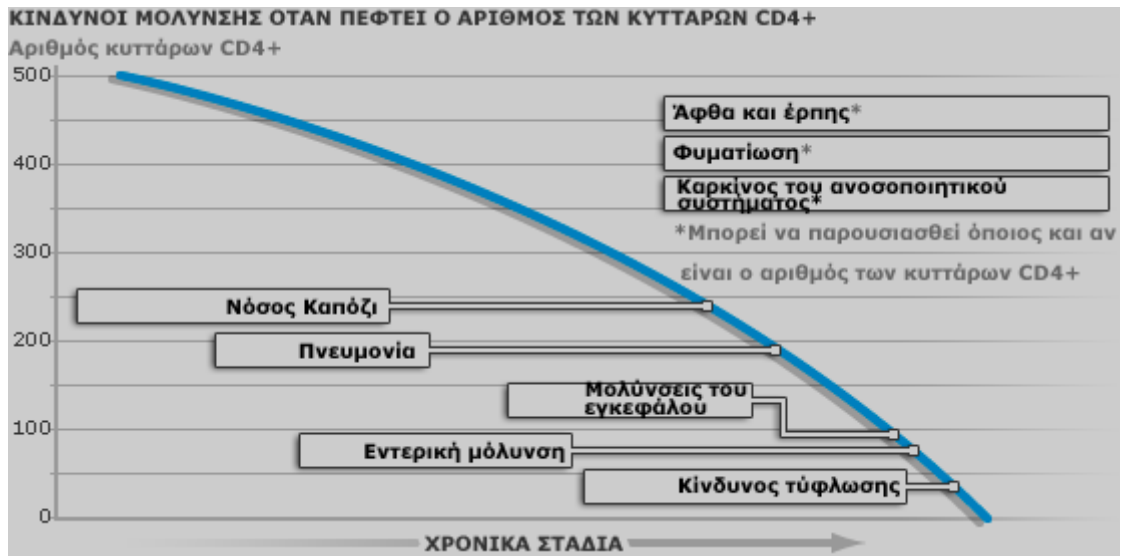 ΚΙΝΔΥΝΟΙ ΜΟΛΥΝΣΗΣ ΟΤΑΝ ΠΕΦΤΕΙ Ο ΑΡΙΘΜΟΣ ΤΩΝ ΚΥΤΤΑΡΩΝ CD4+
Αριθμός κυττάρων CD4+
500
400
300
200
100
0
Άφθα και έρπης*
Φυματίωση*
Καρκίνος του ανοσοποιητικού
συστήματος*
*Μπορεί να παρουσιασθεί όποιος και αν
είναι ο αριθμός των κυττάρων CD4+
Νόσος Καπόζι
Πνευμονία
Μολύνσεις του
εγκεφάλου
Εντερική μόλυνση
Κίνδυνος τύφλωσης
ΧΡΟΝΙΚΑ ΣΤΑΔΙΑ